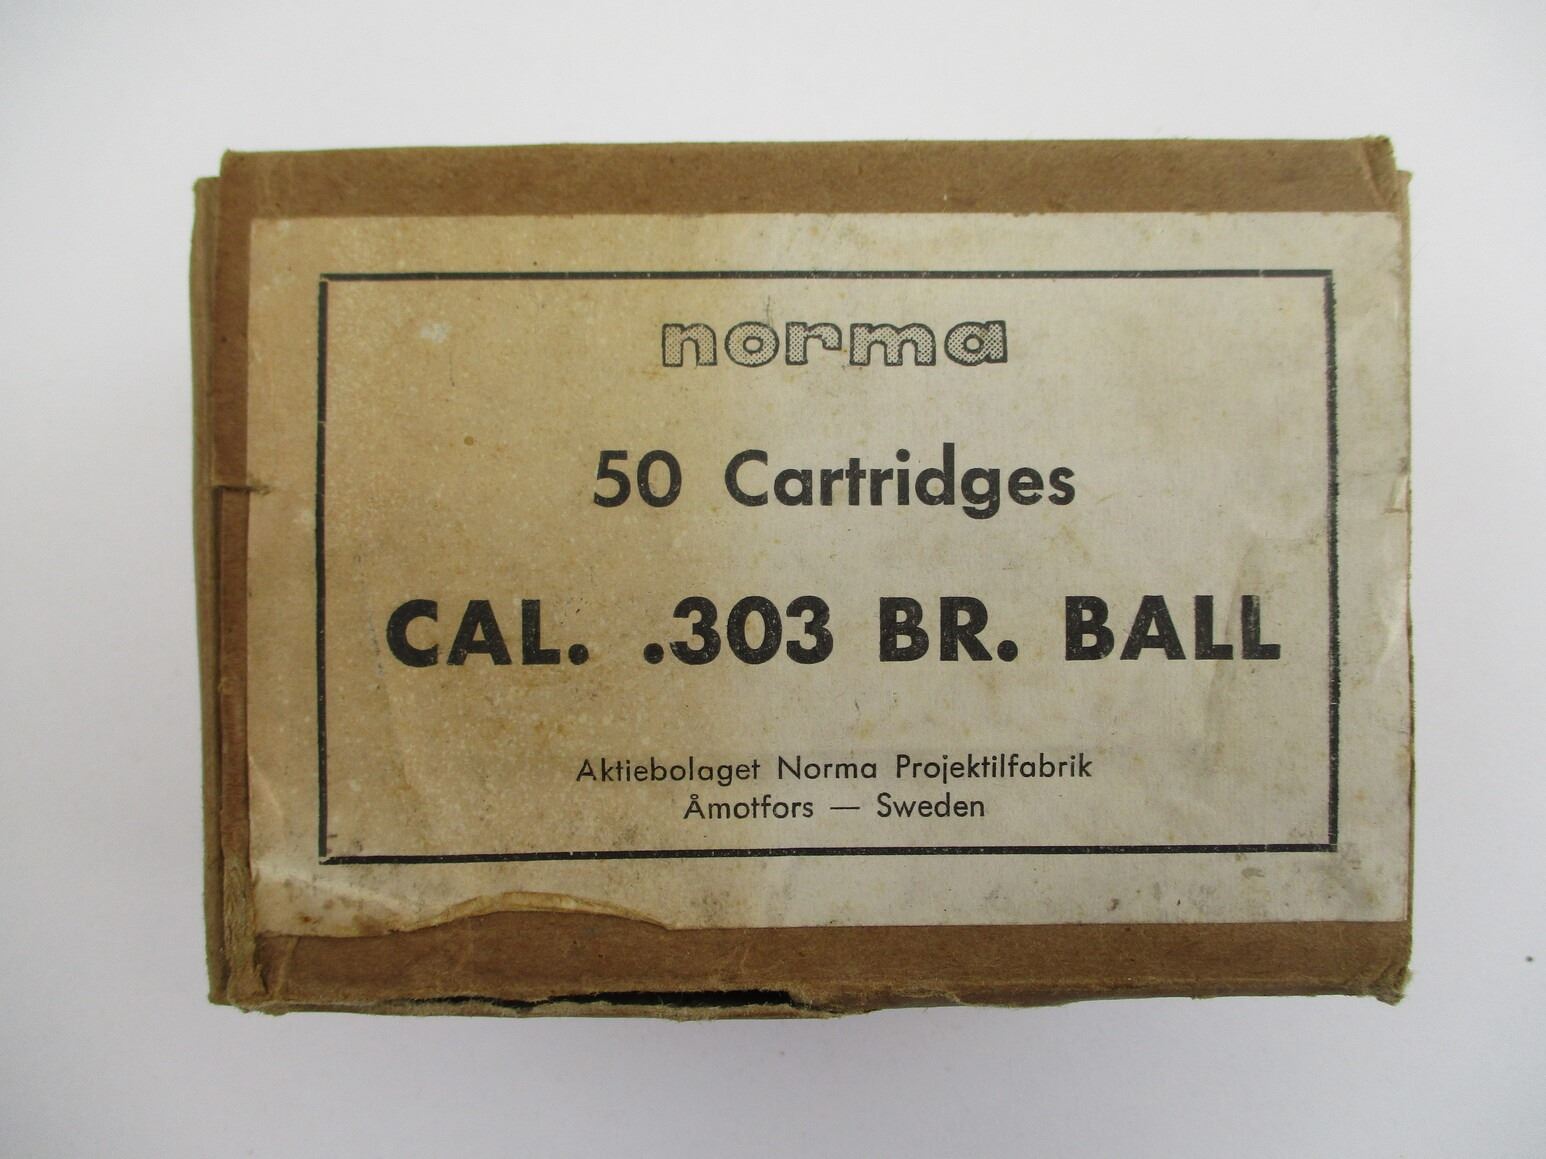 norma
50 Cartridges
CAL. .303 BR. BALL
Aktiebolaget Norma Projektilfabrik
Åmotfors — Sweden